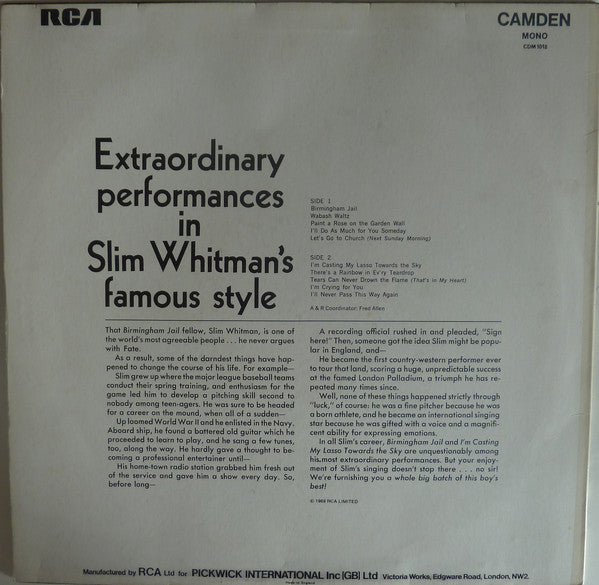 RCA
CAMDEN
MONO
CDM 1018
Extraordinary
performances
in
Slim Whitman's
famous style
SIDE 1
Birmingham Jail
Wabash Waltz
Paint a Rose on the Garden Wall
I'll Do As Much for You Someday
Let's Go to Church (Next Sunday Morning)
SIDE 2
I'm Casting My Lasso Towards the Sky
There's a Rainbow in Ev'ry Teardrop
Tears Can Never Drown the Flame (That's in My Heart)
I'm Crying for You
I'll Never Pass This Way Again
A & R Coordinator: Fred Allen
That Birmingham Jail fellow, Slim Whitman, is one of
the world's most agreeable people . . . he never argues
with Fate.
As a result, some of the darndest things have hap-
pened to change the course of his life. For example—
Slim grew up where the major league baseball teams
conduct their spring training, and enthusiasm for the
game led him to develop a pitching skill second to
nobody among teen-agers. He was sure to be headed
for a career on the mound, when all of a sudden—
Up loomed World War II and he enlisted in the Navy.
Aboard ship, he found a battered old guitar which he
proceeded to learn to play, and he sang a few tunes,
too, along the way. He hardly gave a thought to be-
coming a professional entertainer until—
His home-town radio station grabbed him fresh out
of the service and gave him a show every day. So,
before long—
A recording official rushed in and pleaded, "Sign
here!" Then, someone got the idea Slim might be popu-
lar in England, and—
He became the first country-western performer ever
to tour that land, scoring a huge, unpredictable success
at the famed London Palladium, a triumph he has re-
peated many times since.
Well, none of these things happened strictly through
"luck," of course: he was a fine pitcher because he was
a born athlete, and he became an international singing
star because he was gifted with a voice and a magnifi-
cent ability for expressing emotions.
In all Slim's career, Birmingham Jail and I'm Casting
My Lasso Towards the Sky are unquestionably among
his most extraordinary performances. But your enjoy-
ment of Slim's singing doesn't stop there . . . no sir!
We're furnishing you a whole big batch of this boy's
best!
© 1968 RCA LIMITED
Manufactured by RCA Ltd for PICKWICK INTERNATIONAL Inc (GB) Ltd Victoria Works, Edgware Road, London, NW2.
Made in England